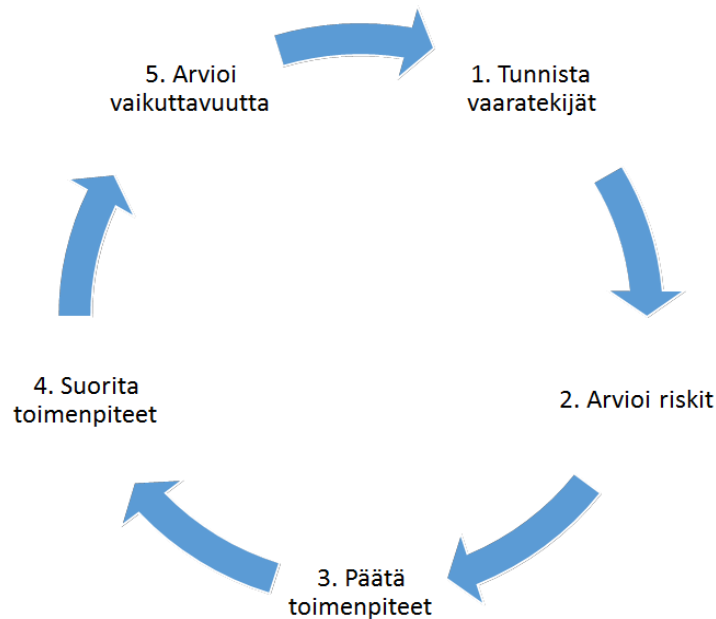 1. Tunnista
vaaratekijät
2. Arvioi riskit
3. Päätä
toimenpiteet
4. Suorita
toimenpiteet
5. Arvioi
vaikuttavuutta